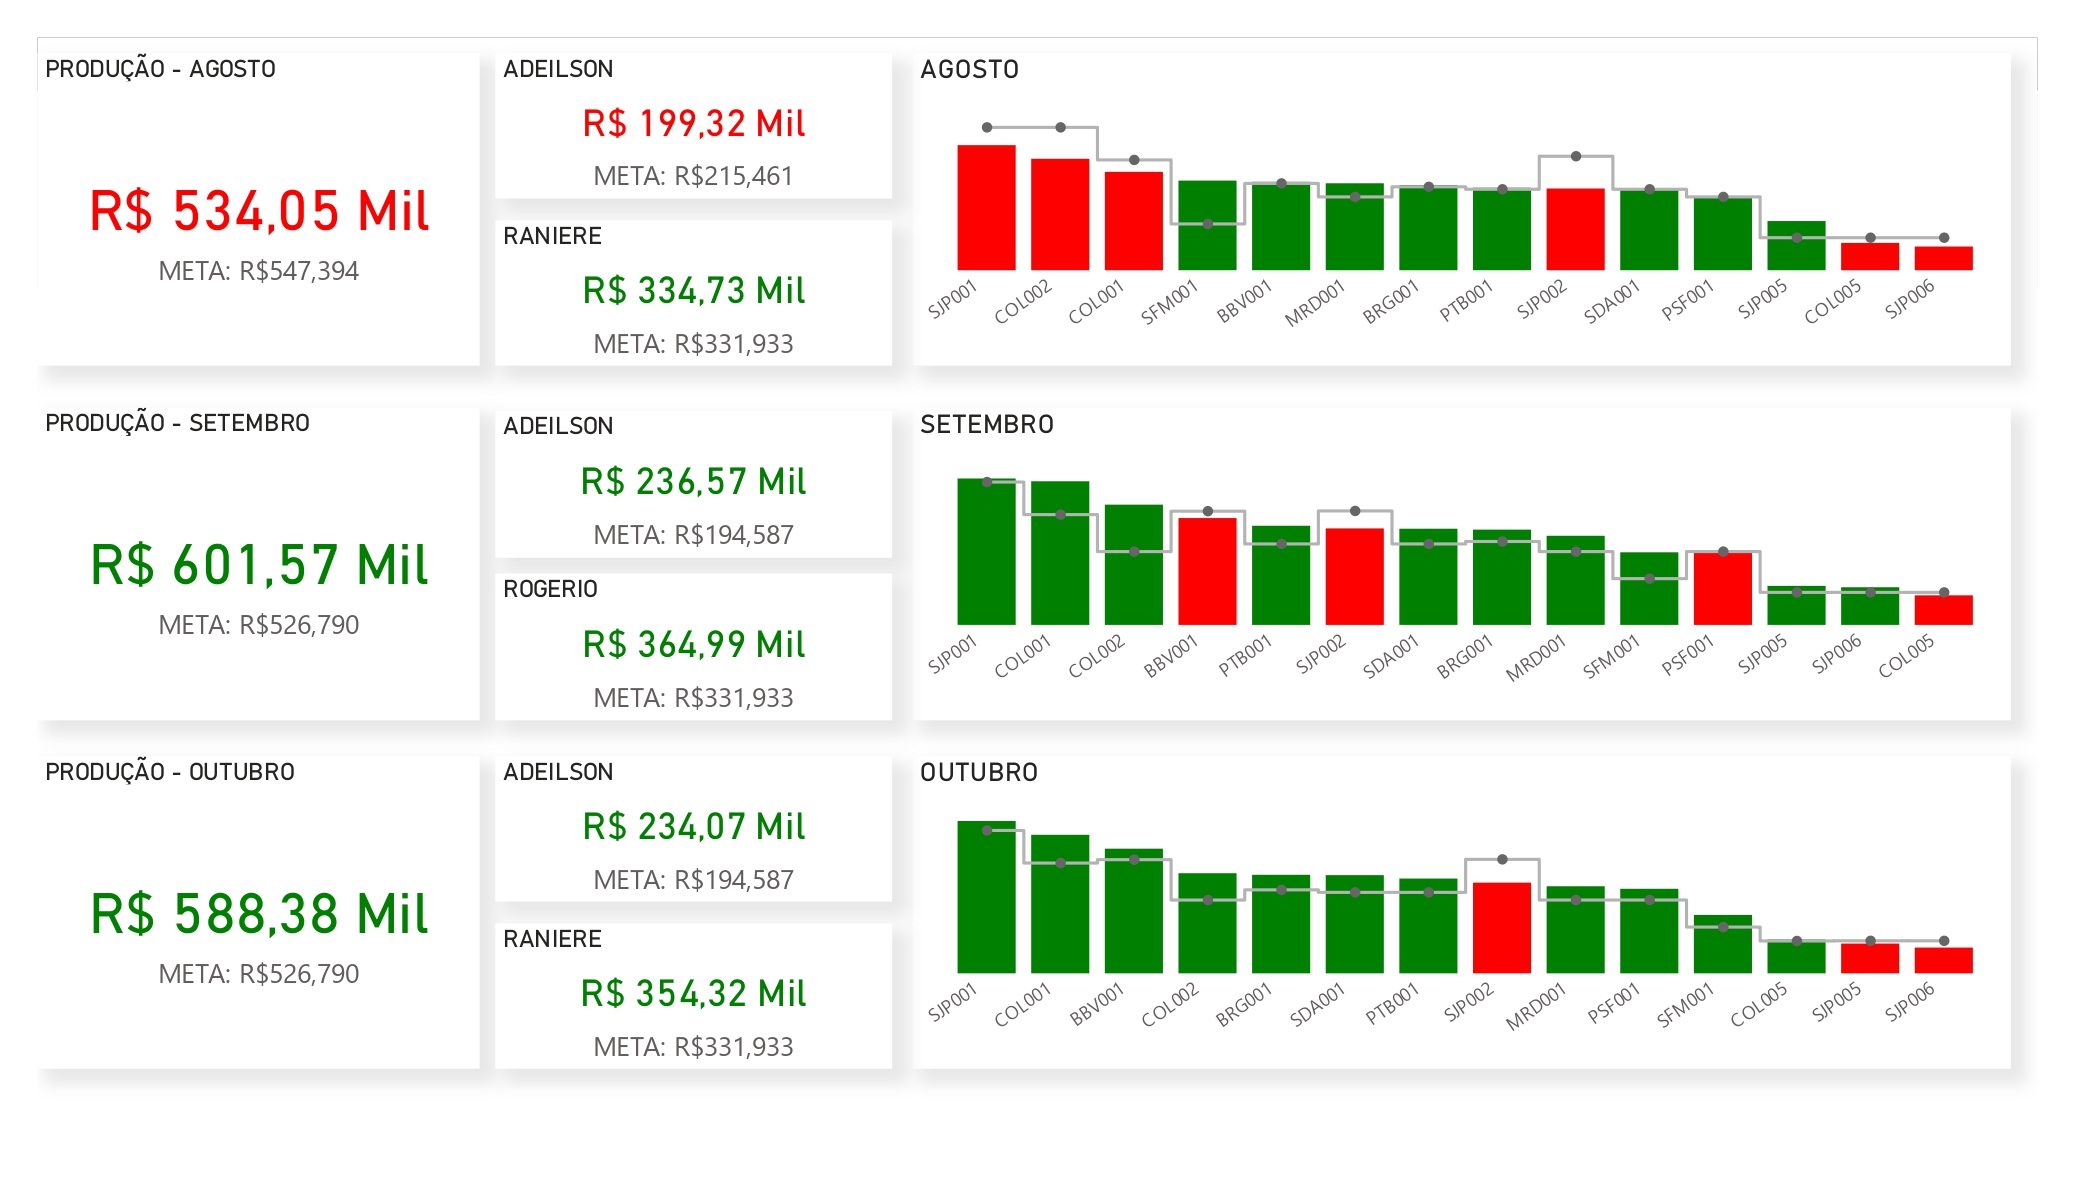 PRODUÇÃO - AGOSTO
R$ 534,05 Mil
META: R$547,394
ADEILSON
R$ 199,32 Mil
META: R$215,461
RANIERE
R$ 334,73 Mil
META: R$331,933
AGOSTO
SJP001 COL002 COL001 SFM001 BBV001 MRD001 BRG001 PTB001 SJP002 SDA001 PSF001 SJP005 COL005 SJP006
PRODUÇÃO - SETEMBRO
R$ 601,57 Mil
META: R$526,790
ADEILSON
R$ 236,57 Mil
META: R$194,587
ROGERIO
R$ 364,99 Mil
META: R$331,933
SETEMBRO
SJP001 COL001 COL002 BBV001 PTB001 SJP002 SDA001 BRG001 MRD001 SFM001 PSF001 SJP005 SJP006 COL005
PRODUÇÃO - OUTUBRO
R$ 588,38 Mil
META: R$526,790
ADEILSON
R$ 234,07 Mil
META: R$194,587
RANIERE
R$ 354,32 Mil
META: R$331,933
OUTUBRO
SJP001 COL001 BBV001 COL002 BRG001 SDA001 PTB001 SJP002 MRD001 PSF001 SFM001 COL005 SJP005 SJP006